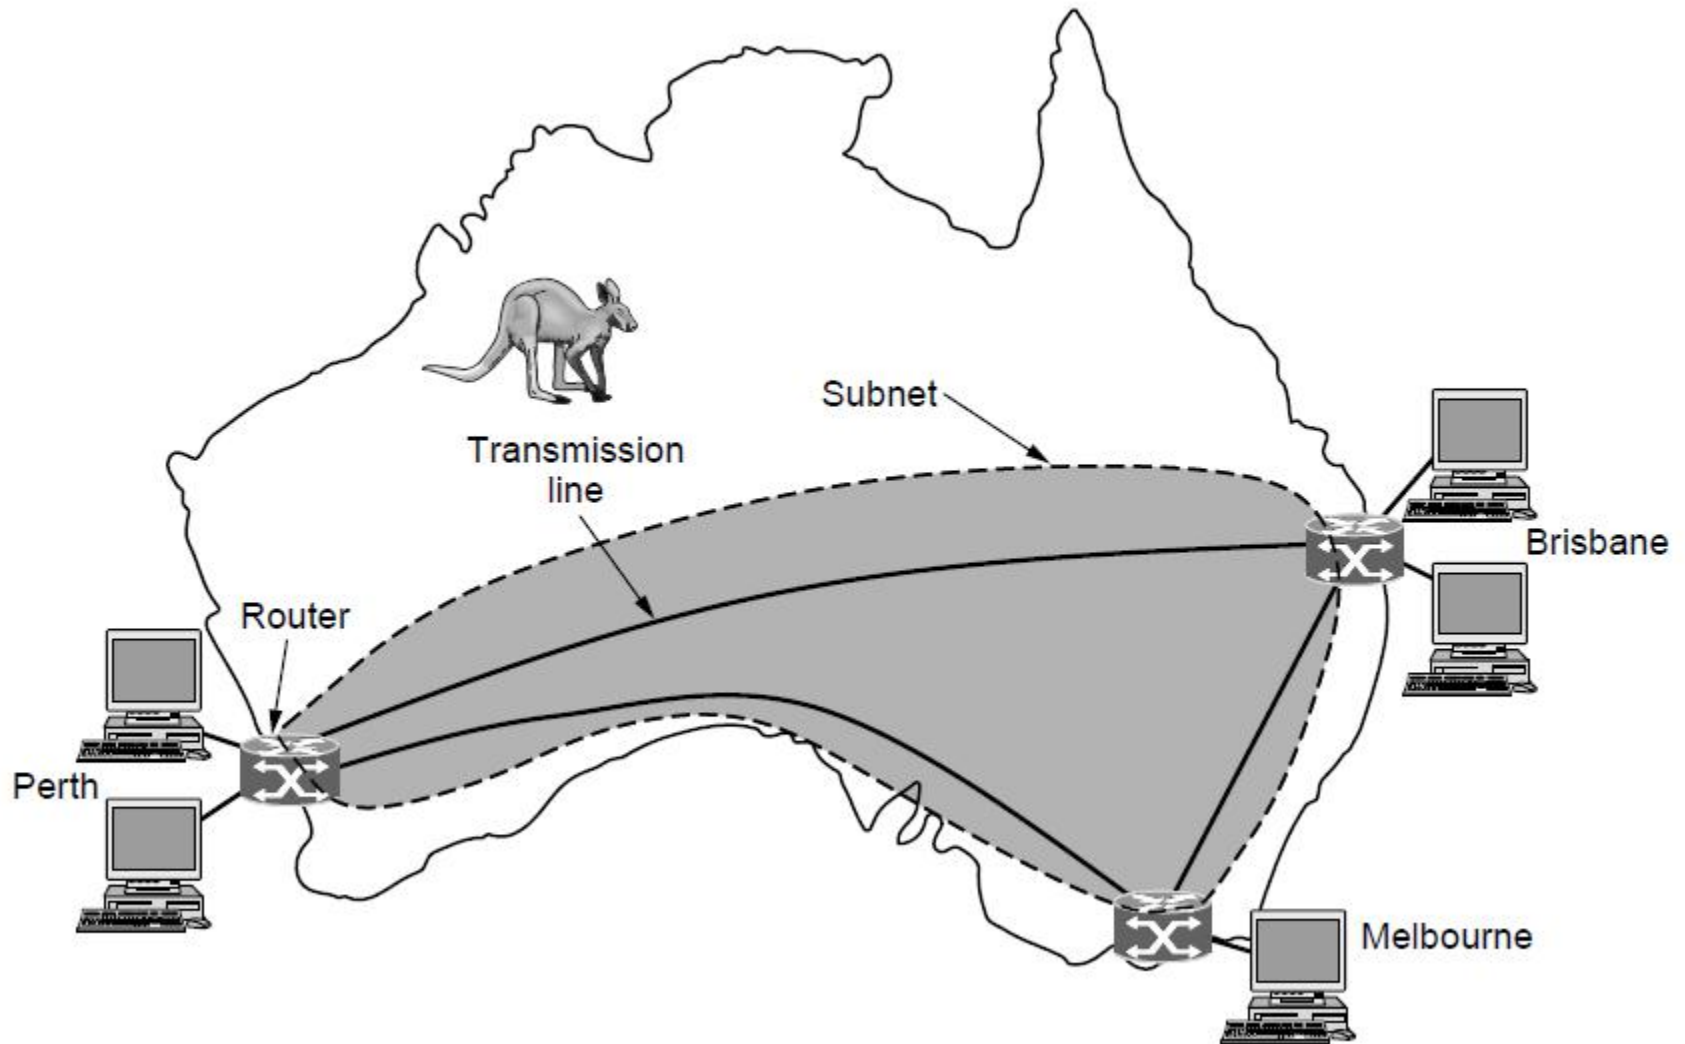 Subnet
Transmission
line
Brisbane
Router
Perth
Melbourne